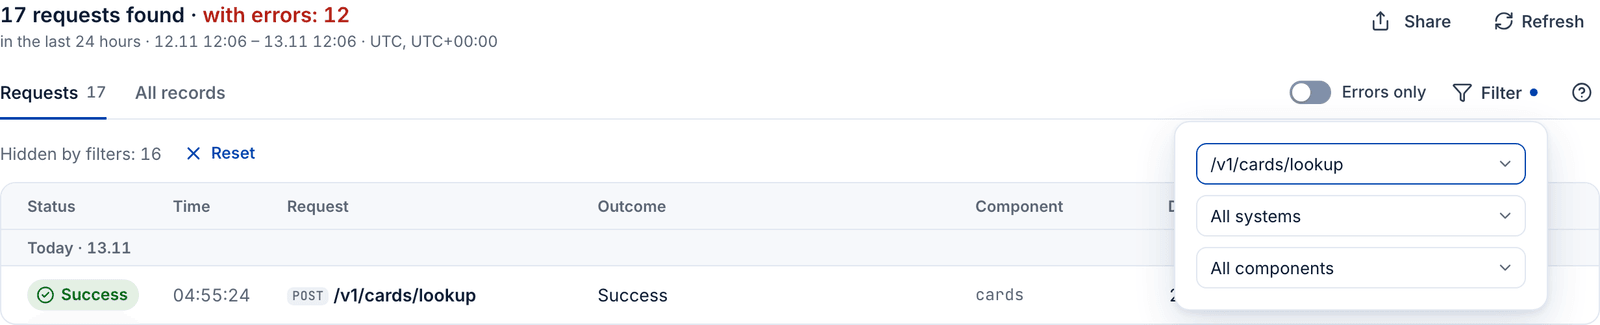 17 requests found · with errors: 12
Share
Refresh
in the last 24 hours · 12.11 12:06 – 13.11 12:06 · UTC, UTC+00:00
Requests 17
All records
Errors only
Filter
Hidden by filters: 16
Reset
/v1/cards/lookup
All systems
All components
Status
Time
Request
Outcome
Component
Today · 13.11
Success
04:55:24
POST /v1/cards/lookup
Success
cards